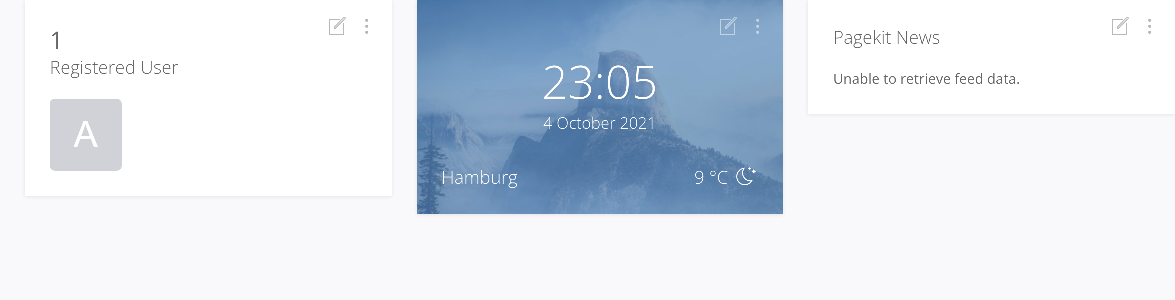 1
Registered User
A
23:05
4 October 2021
Hamburg
9 °C
Pagekit News
Unable to retrieve feed data.